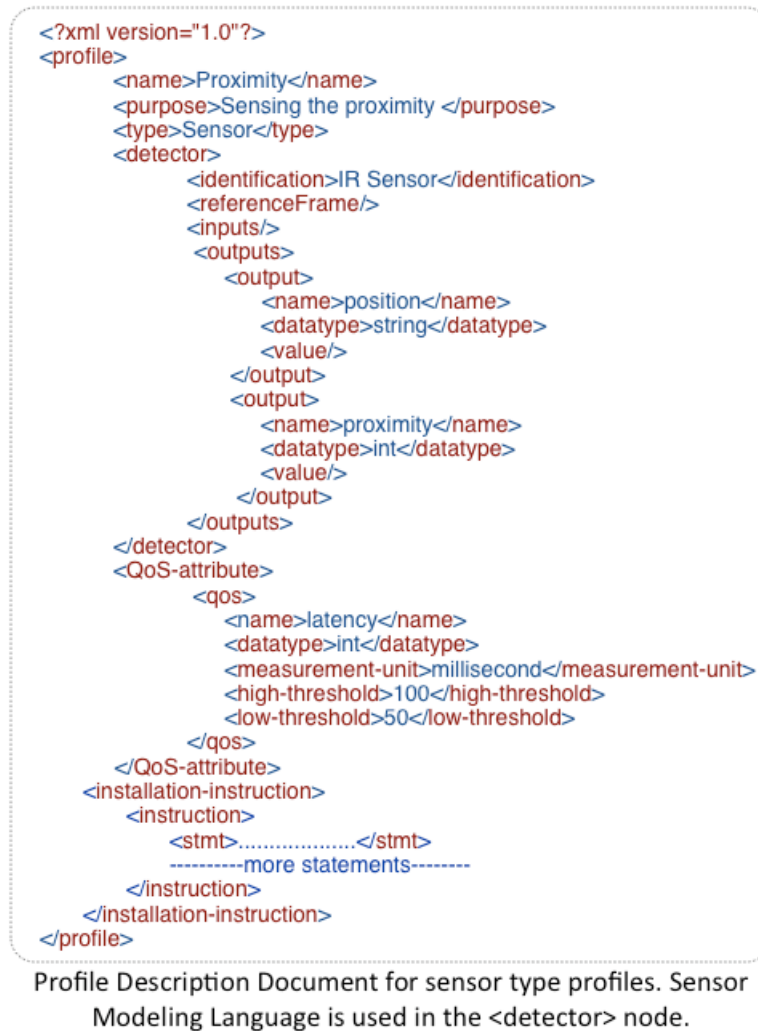 <?xml version="1.0"?>
<profile>
<name>Proximity</name>
<purpose>Sensing the proximity </purpose>
<type>Sensor</type>
<detector>
<identification>IR Sensor</identification>
<referenceFrame/>
<inputs/>
<outputs>
<output>
<name>position</name>
<datatype>string</datatype>
<value/>
</output>
<output>
<name>proximity</name>
<datatype>int</datatype>
<value/>
</output>
</outputs>
</detector>
<QoS-attribute>
<qos>
<name>latency</name>
<datatype>int</datatype>
<measurement-unit>millisecond</measurement-unit>
<high-threshold>100</high-threshold>
<low-threshold>50</low-threshold>
</qos>
</QoS-attribute>
<installation-instruction>
<instruction>
<stmt>...................</stmt>
----------more statements--------
</instruction>
</installation-instruction>
</profile>
Profile Description Document for sensor type profiles. Sensor
Modeling Language is used in the <detector> node.